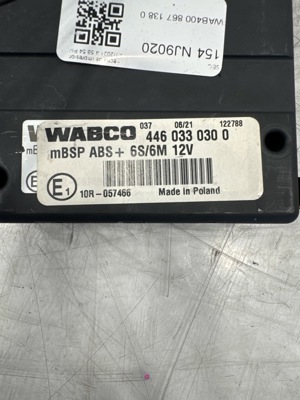 WAB400 867 138 0
154 NJ9020
037 06/21 122788
WABCO 446 033 030 0
mBSP ABS+ 6S/6M 12V
E1
10R-057466 Made in Poland